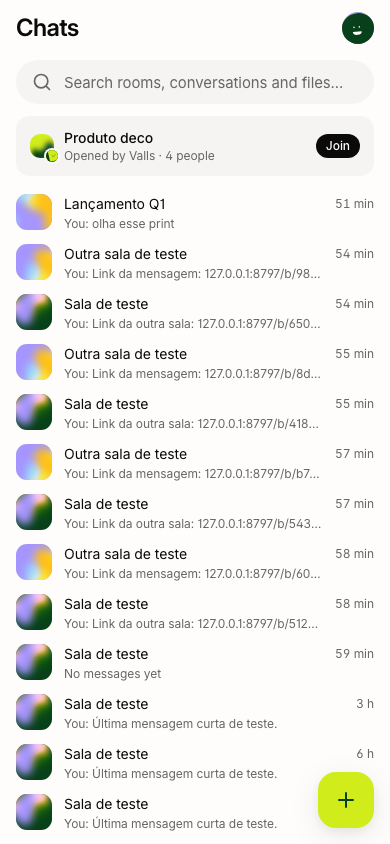 Chats
Search rooms, conversations and files...
Produto deco
Opened by Valls · 4 people
Join
Lançamento Q1
51 min
You: olha esse print
Outra sala de teste
54 min
You: Link da mensagem: 127.0.0.1:8797/b/98...
Sala de teste
54 min
You: Link da outra sala: 127.0.0.1:8797/b/650...
Outra sala de teste
55 min
You: Link da mensagem: 127.0.0.1:8797/b/8d...
Sala de teste
55 min
You: Link da outra sala: 127.0.0.1:8797/b/418...
Outra sala de teste
57 min
You: Link da mensagem: 127.0.0.1:8797/b/b7...
Sala de teste
57 min
You: Link da outra sala: 127.0.0.1:8797/b/543...
Outra sala de teste
58 min
You: Link da mensagem: 127.0.0.1:8797/b/60...
Sala de teste
58 min
You: Link da outra sala: 127.0.0.1:8797/b/512...
Sala de teste
59 min
No messages yet
Sala de teste
3 h
You: Última mensagem curta de teste.
Sala de teste
6 h
You: Última mensagem curta de teste.
Sala de teste
You: Última mensagem curta de teste.